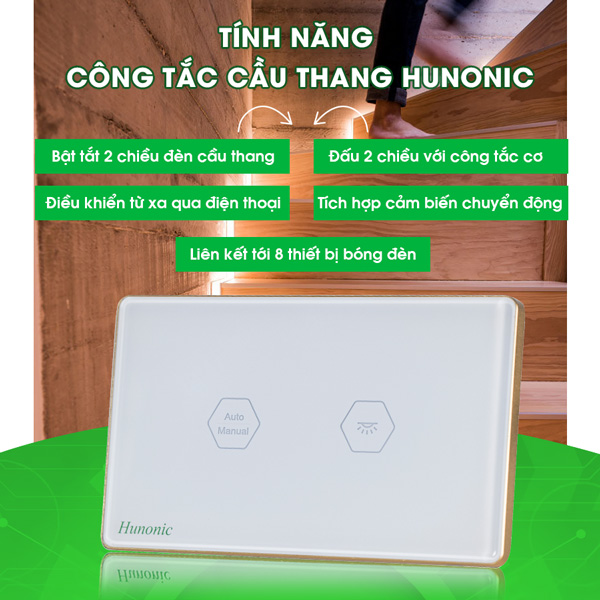 TÍNH NĂNG
CÔNG TẮC CẦU THANG HUNONIC
Bật tắt 2 chiều đèn cầu thang
Đấu 2 chiều với công tắc cơ
Điều khiển từ xa qua điện thoại
Tích hợp cảm biến chuyển động
Liên kết tới 8 thiết bị bóng đèn
Auto
Manual
Hunonic
Hunonic